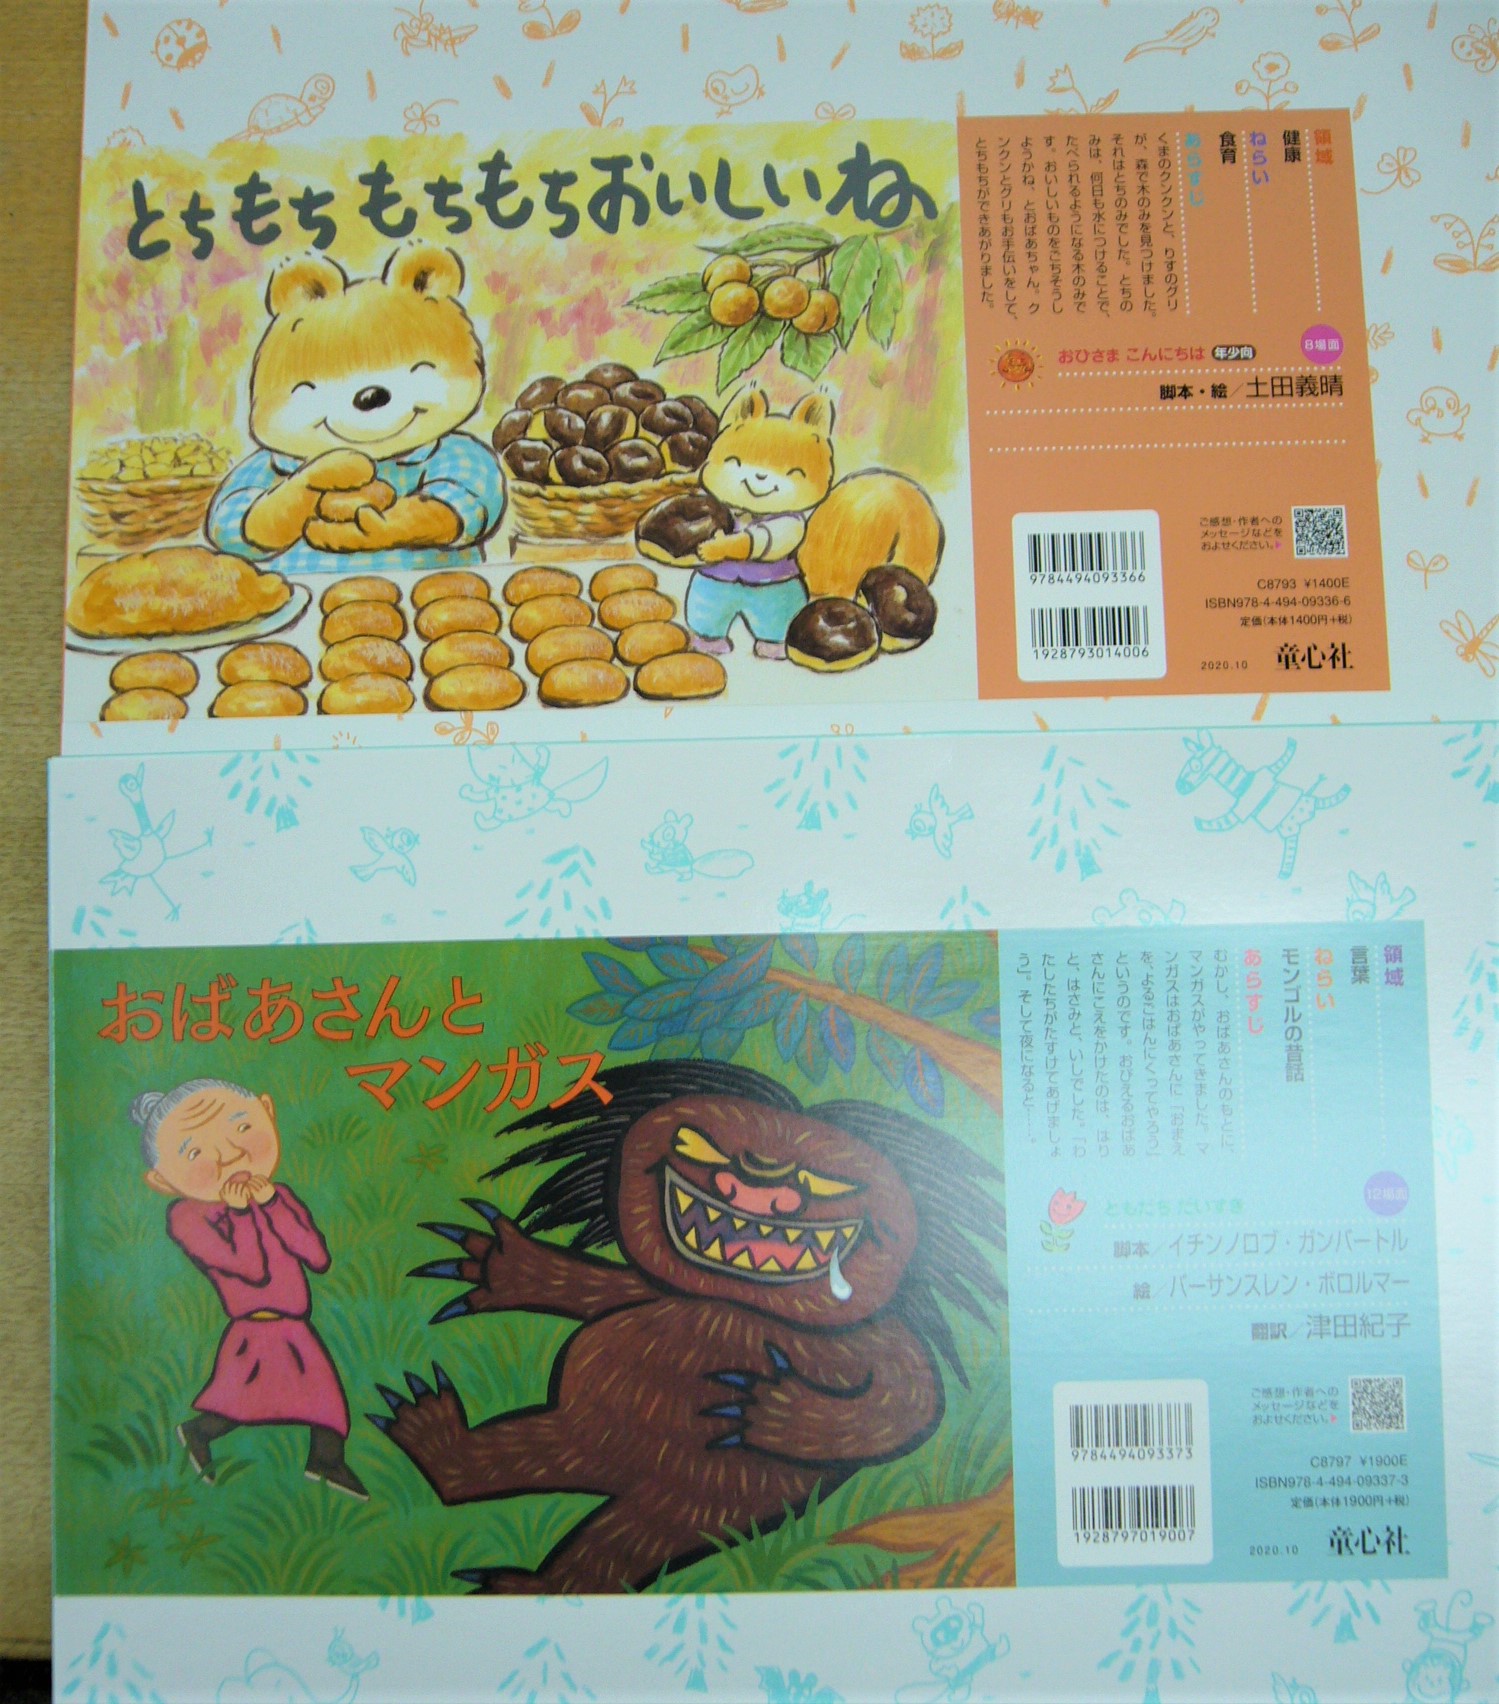 とちもちもちもちおいしいね
領域
健康
ねらい
食育
あらすじ
くまのクンクンと、りすのグリ
が、森で木のみを見つけました。
それはとちのみでした。とちの
みは、何日も水につけることで、
たべられるようになる木のみで
す。おいしいものをごちそうし
ようかね、とおばあちゃん。ク
ンクンとグリもお手伝いをして、
とちもちができあがりました。
8場面
おひさま こんにちは 年少向
脚本・絵／土田義晴
ご感想・作者への
メッセージなどを
およせください。
9784494093366
1928793014006
C8793 ¥1400E
ISBN978-4-494-09336-6
定価(本体1400円+税)
2020.10 童心社
おばあさんと
マンガス
領域
言葉
ねらい
モンゴルの昔話
あらすじ
むかし、おばあさんのもとに、
マンガスがやってきました。マ
ンガスはおばあさんに「おまえ
を、よるごはんにくってやろう」
というのです。おびえるおばあ
さんにこえをかけたのは、はり
と、はさみと、いしでした。「わ
たしたちがたすけてあげましょ
う」。そして夜になると……。
12場面
ともだち だいすき
脚本／イチンノロブ・ガンバートル
絵／バーサンスレン・ボロルマー
翻訳／津田紀子
ご感想・作者への
メッセージなどを
およせください。
9784494093373
1928797019007
C8797 ¥1900E
ISBN978-4-494-09337-3
定価(本体1900円+税)
2020.10 童心社